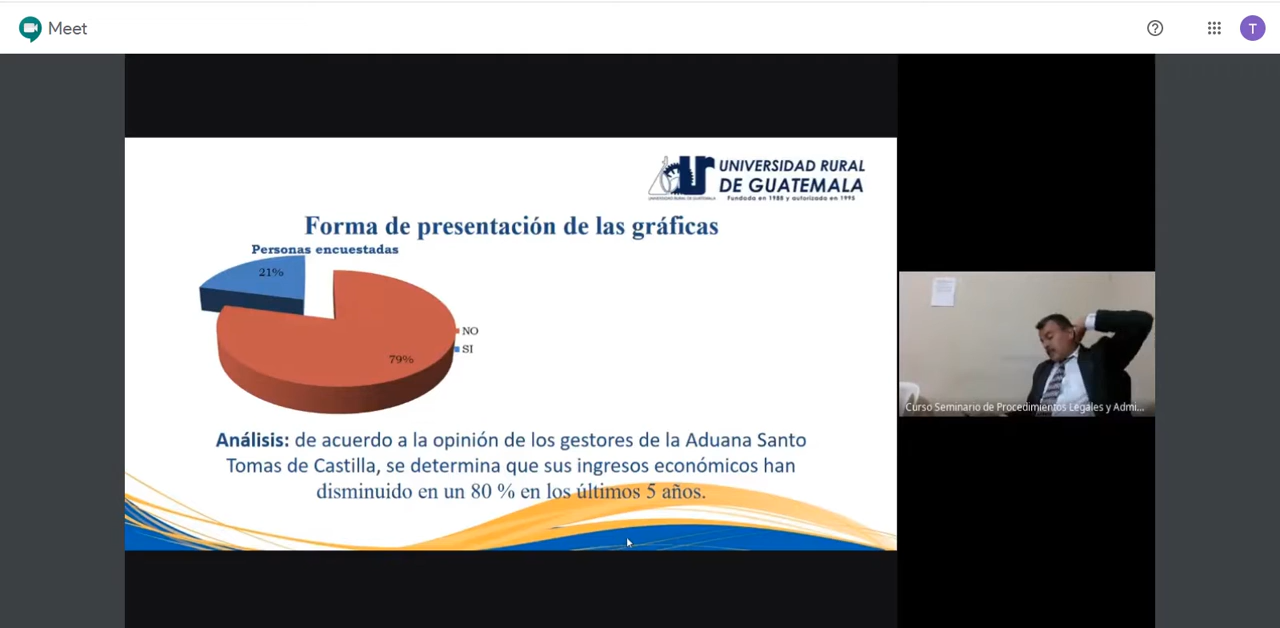 Meet
T
UNIVERSIDAD RURAL
DE GUATEMALA
Fundada en 1988 y autorizada en 1995
Forma de presentación de las gráficas
Personas encuestadas
21%
NO
SI
79%
Análisis: de acuerdo a la opinión de los gestores de la Aduana Santo
Tomas de Castilla, se determina que sus ingresos económicos han
disminuido en un 80 % en los últimos 5 años.
Curso Seminario de Procedimientos Légales y Admi...